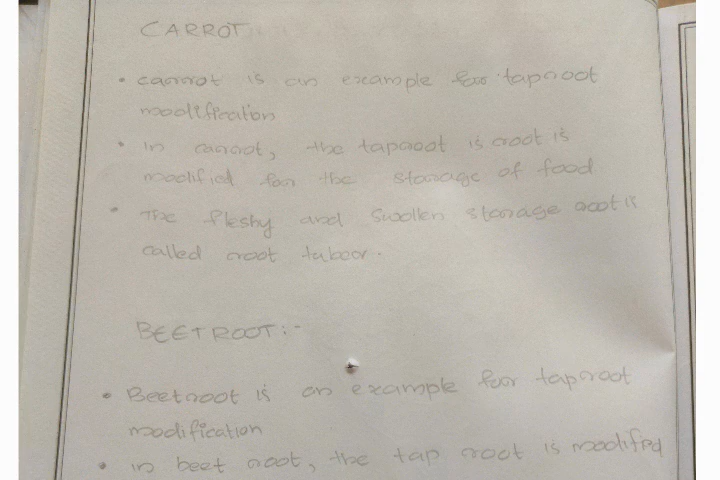 CARROT:
• carrot is an example for taproot
modification
• in carrot, the taproot is root is
modified for the storage of food
• The fleshy and swollen storage root is
called root tuber.
BEETROOT:-
• Beetroot is an example for taproot
modification
• in beet root, the tap root is modified